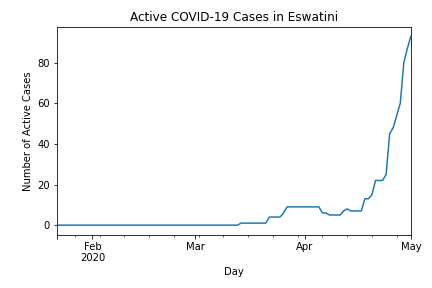 Active COVID-19 Cases in Eswatini
Number of Active Cases
80
60
40
20
0
Feb
2020
Mar
Apr
May
Day